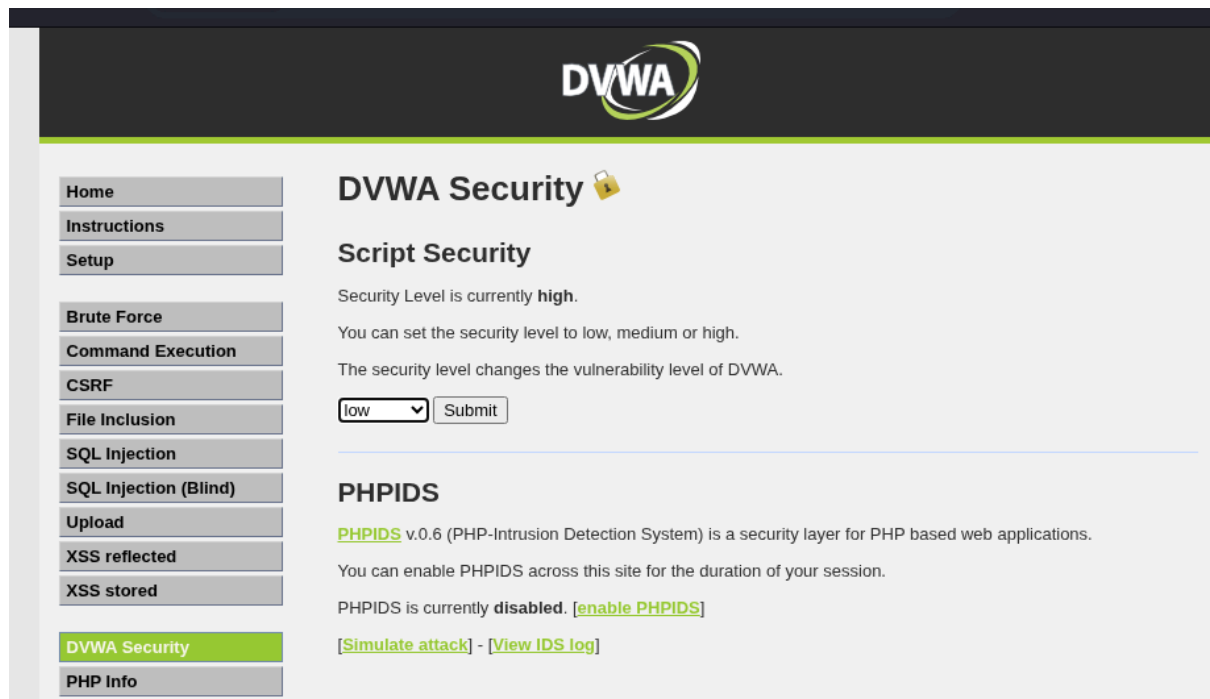 DVWA
Home
Instructions
Setup
Brute Force
Command Execution
CSRF
File Inclusion
SQL Injection
SQL Injection (Blind)
Upload
XSS reflected
XSS stored
DVWA Security
PHP Info
DVWA Security
Script Security
Security Level is currently high.
You can set the security level to low, medium or high.
The security level changes the vulnerability level of DVWA.
low Submit
PHPIDS
PHPIDS v.0.6 (PHP-Intrusion Detection System) is a security layer for PHP based web applications.
You can enable PHPIDS across this site for the duration of your session.
PHPIDS is currently disabled. [enable PHPIDS]
[Simulate attack] - [View IDS log]